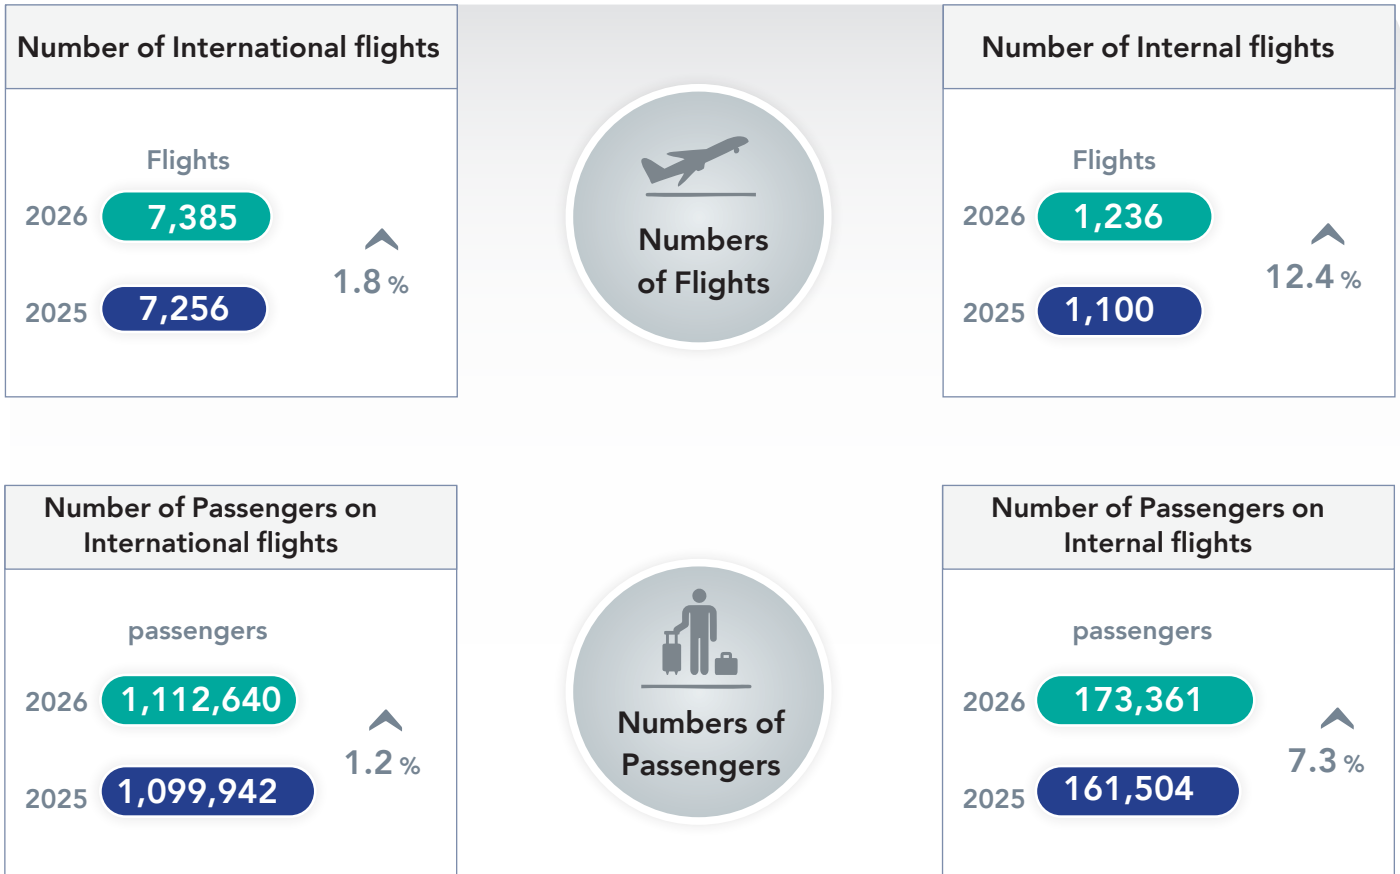 Number of International flights
Flights
2026 7,385
1.8 %
2025 7,256
Numbers
of Flights
Number of Internal flights
Flights
2026 1,236
12.4 %
2025 1,100
Number of Passengers on
International flights
passengers
2026 1,112,640
1.2 %
2025 1,099,942
Numbers of
Passengers
Number of Passengers on
Internal flights
passengers
2026 173,361
7.3 %
2025 161,504